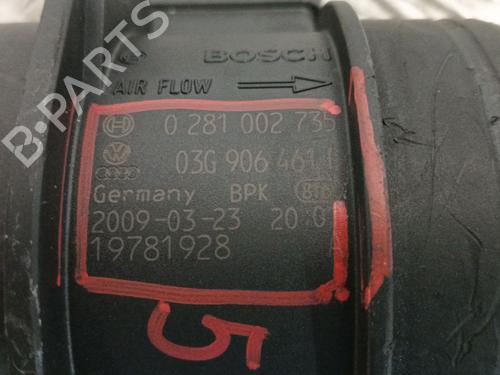 BOSCH
AIR FLOW
0 281 002 735
03G 906 461
Germany BPK
2009-03-23
19781928 A
5
B-PARTS